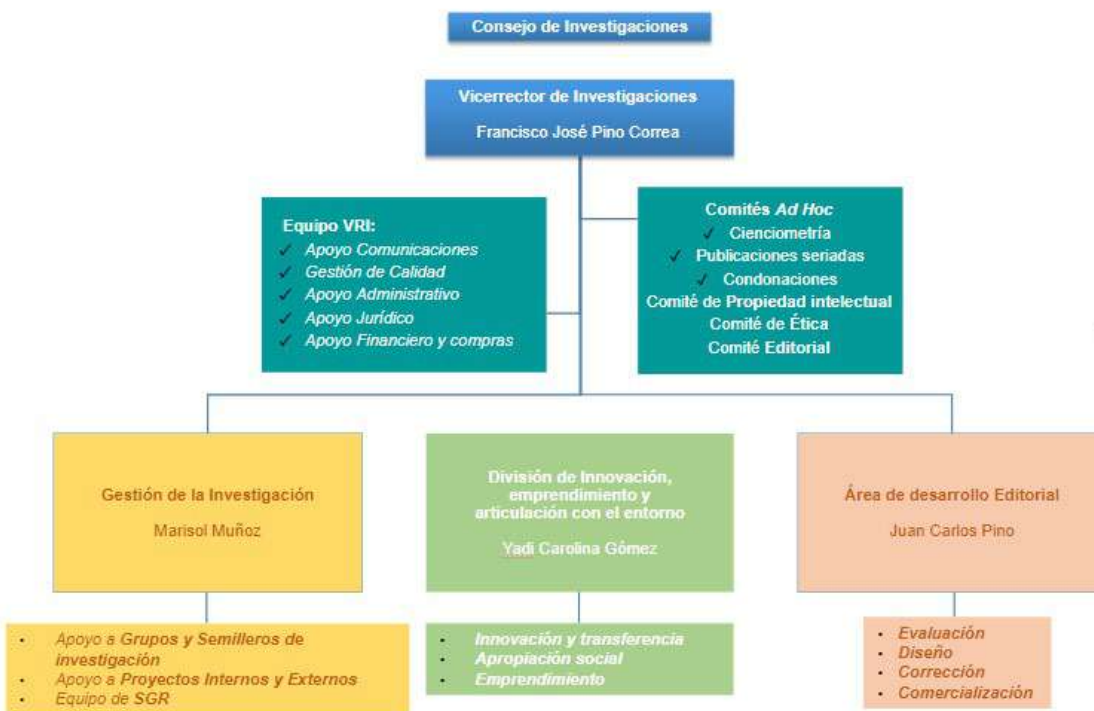 Consejo de Investigaciones
Vicerrector de Investigaciones
Francisco José Pino Correa
Equipo VRI:
✓ Apoyo Comunicaciones
✓ Gestión de Calidad
✓ Apoyo Administrativo
✓ Apoyo Jurídico
✓ Apoyo Financiero y compras
Comités Ad Hoc
✓ Cienciometría
✓ Publicaciones seriadas
✓ Condonaciones
Comité de Propiedad intelectual
Comité de Ética
Comité Editorial
Gestión de la Investigación
Marisol Muñoz
División de Innovación,
emprendimiento y
articulación con el entorno
Yadi Carolina Gómez
Área de desarrollo Editorial
Juan Carlos Pino
• Apoyo a Grupos y Semilleros de
investigación
• Apoyo a Proyectos Internos y Externos
• Equipo de SGR
• Innovación y transferencia
• Apropiación social
• Emprendimiento
• Evaluación
• Diseño
• Corrección
• Comercialización